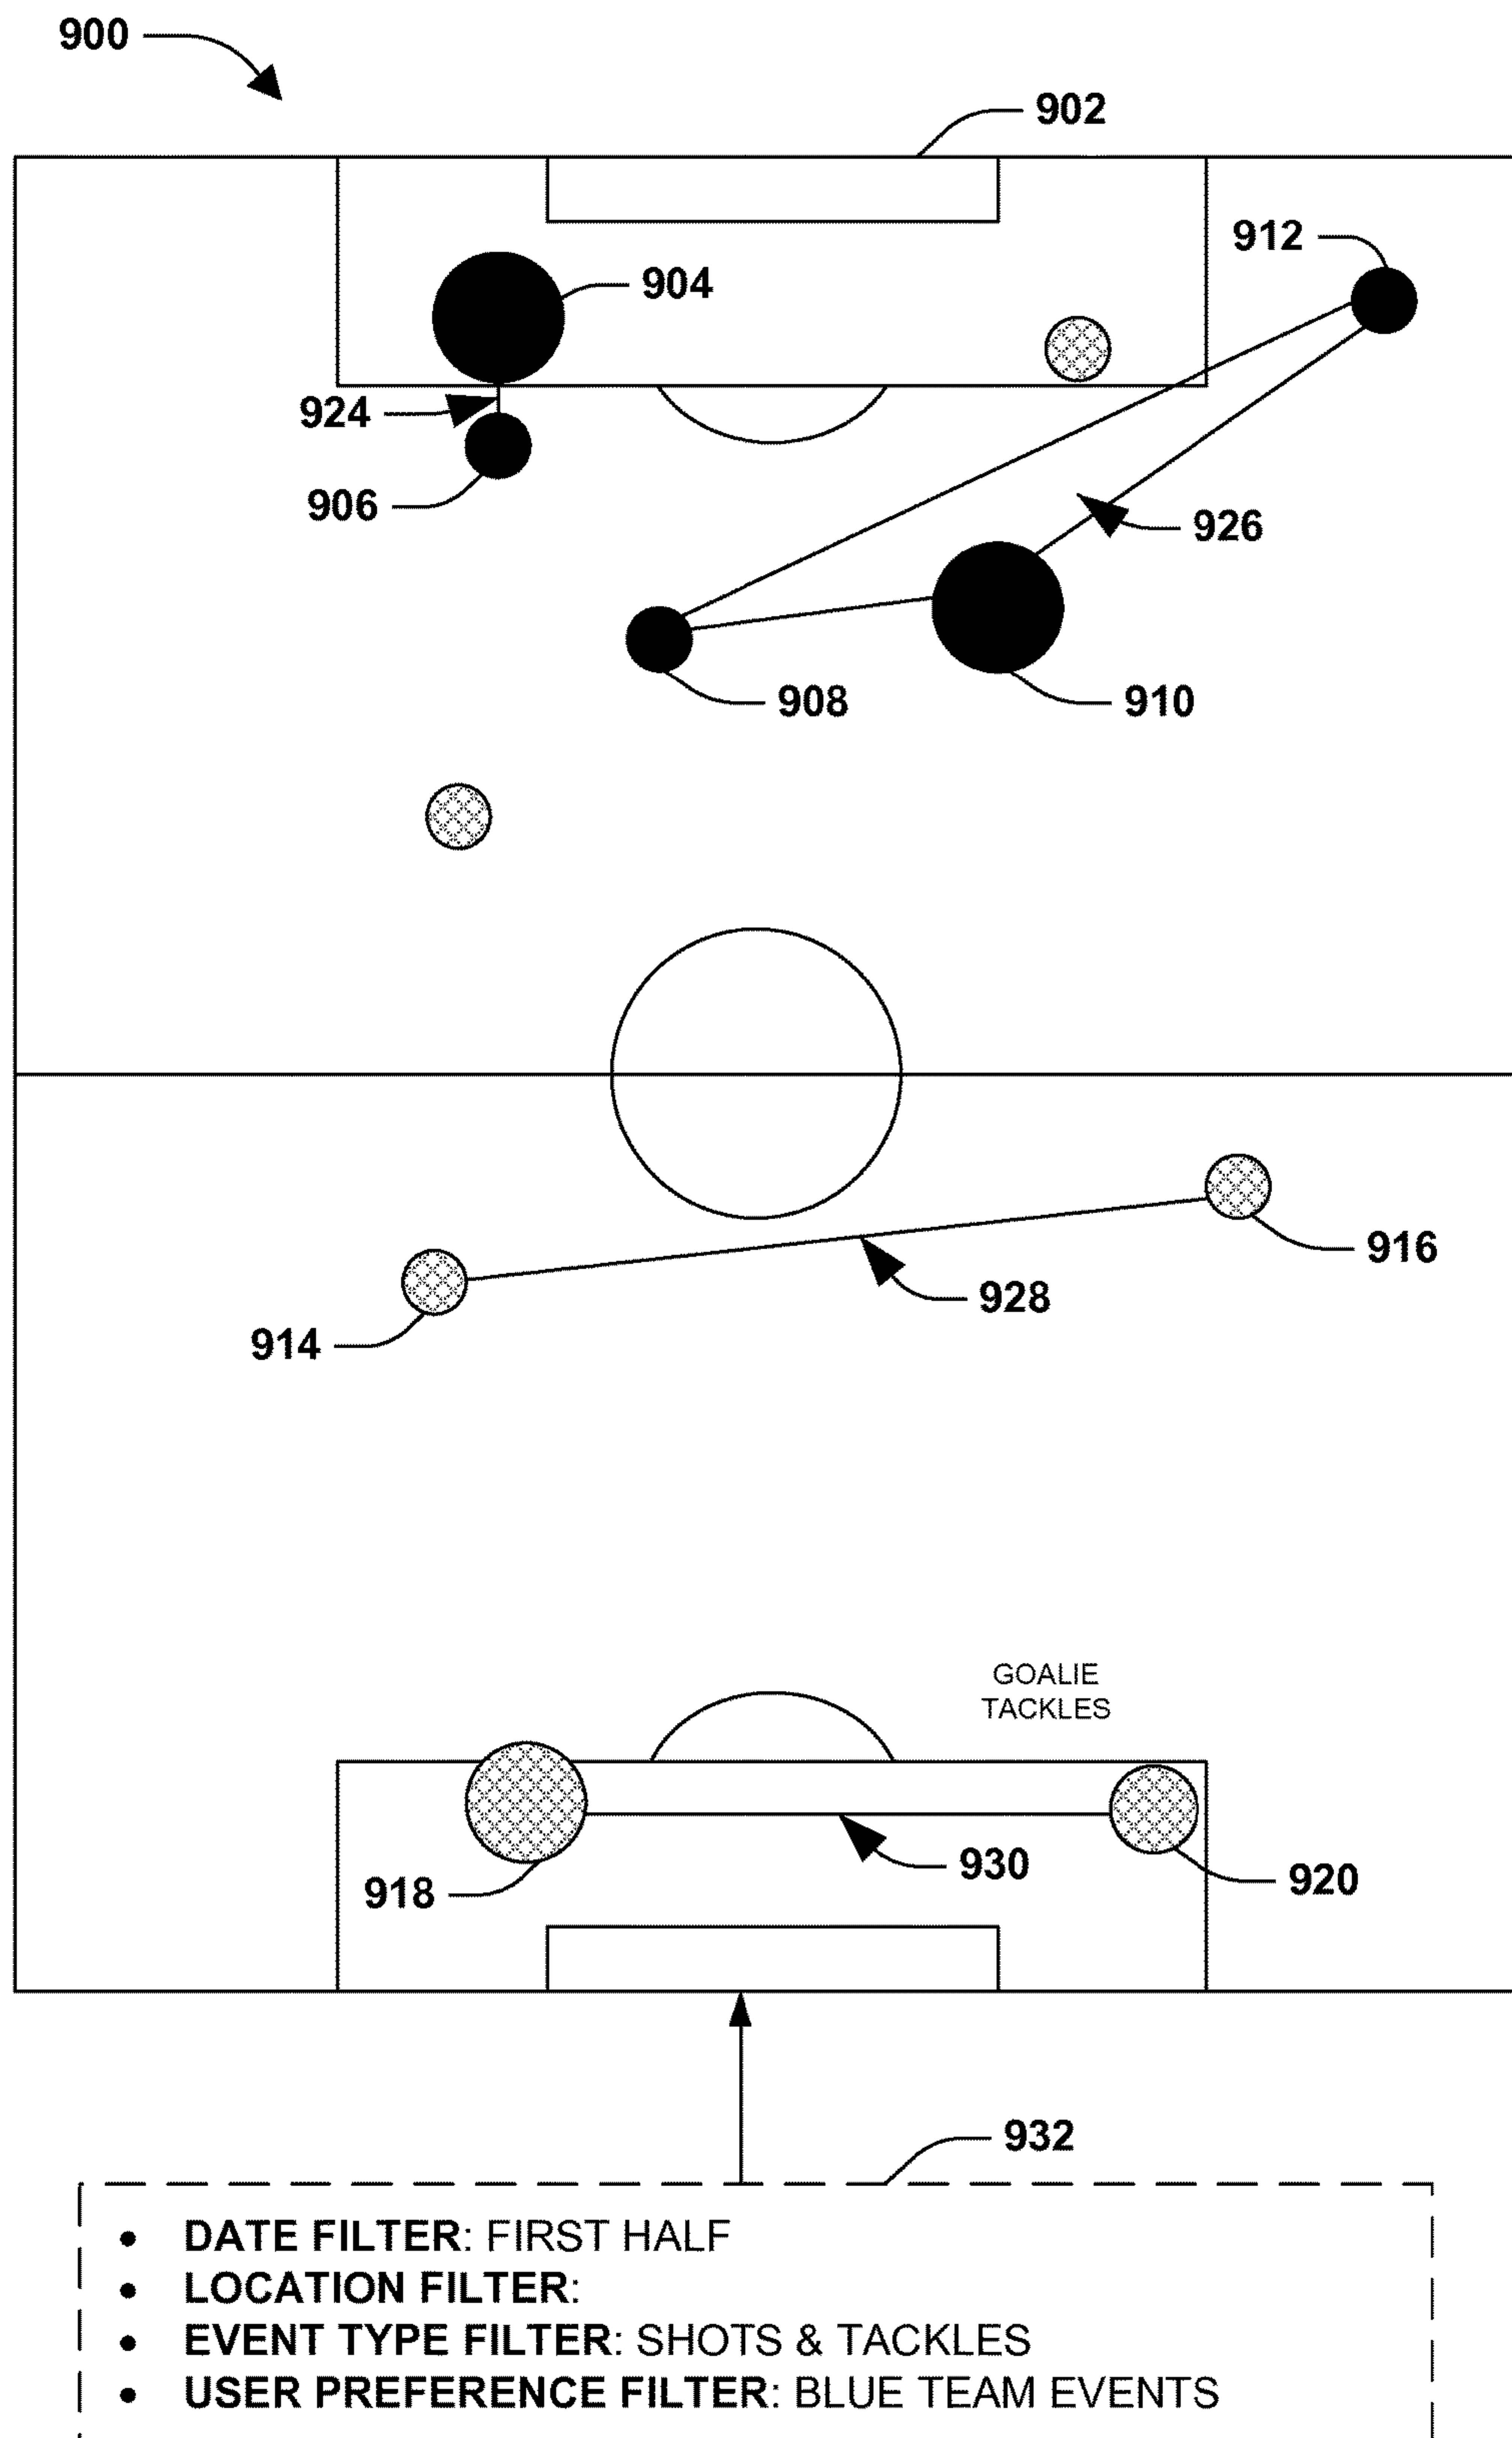 900
902
912
904
924
906
926
908
910
916
928
914
GOALIE
TACKLES
930
918
920
932
• DATE FILTER: FIRST HALF
• LOCATION FILTER:
• EVENT TYPE FILTER: SHOTS & TACKLES
• USER PREFERENCE FILTER: BLUE TEAM EVENTS